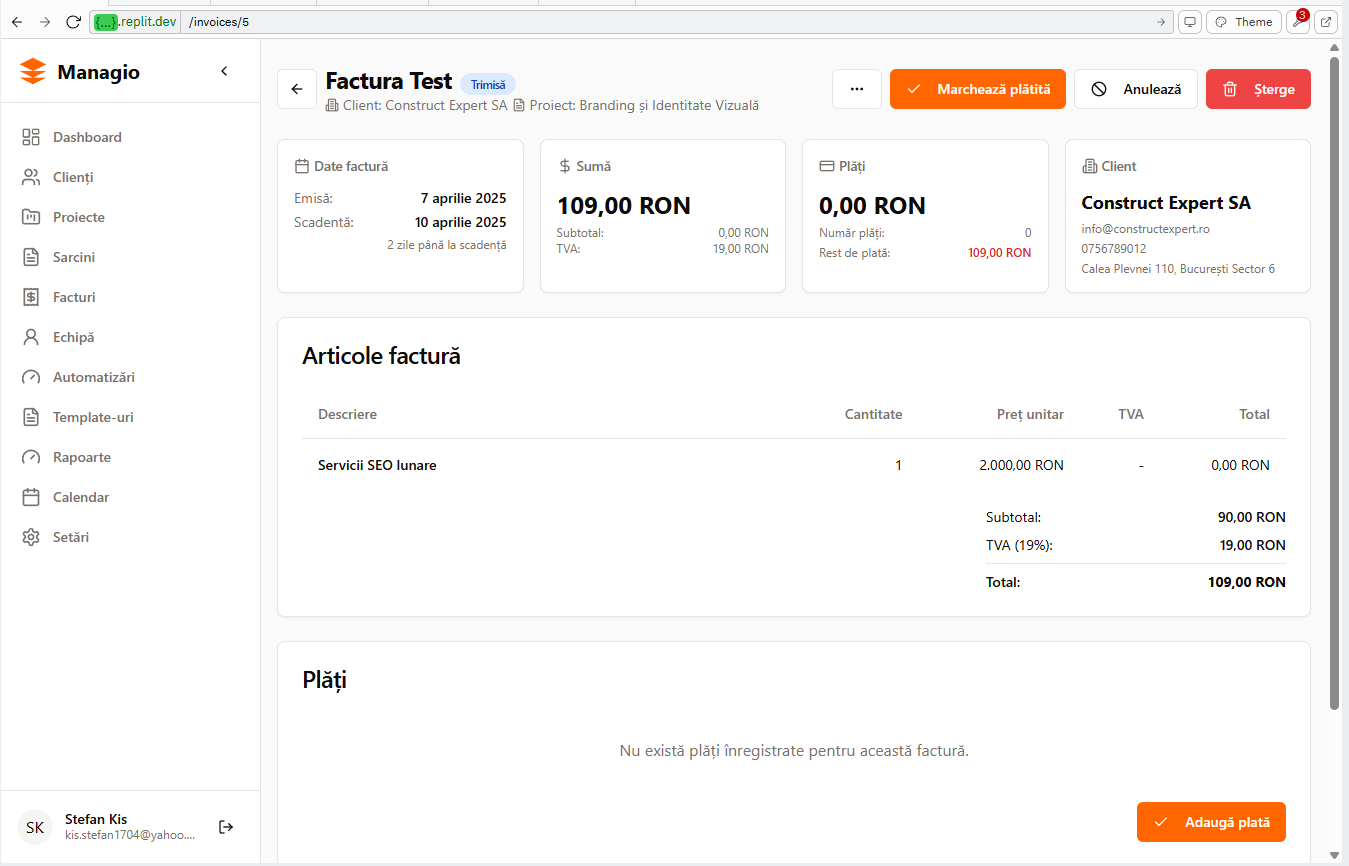 {...}.replit.dev /invoices/5 Theme 3
Managio
Dashboard
Clienți
Proiecte
Sarcini
Facturi
Echipă
Automatizări
Template-uri
Rapoarte
Calendar
Setări
SK
Stefan Kis
kis.stefan1704@yahoo....
Factura Test Trimisă
Client: Construct Expert SA Proiect: Branding și Identitate Vizuală
... Marchează plătită Anulează Șterge
Date factură
Emisă: 7 aprilie 2025
Scadentă: 10 aprilie 2025
2 zile până la scadență
$ Sumă
109,00 RON
Subtotal: 0,00 RON
TVA: 19,00 RON
Plăți
0,00 RON
Număr plăți: 0
Rest de plată: 109,00 RON
Client
Construct Expert SA
info@constructexpert.ro
0756789012
Calea Plevnei 110, București Sector 6
Articole factură
Descriere Cantitate Preț unitar TVA Total
Servicii SEO lunare 1 2.000,00 RON - 0,00 RON
Subtotal: 90,00 RON
TVA (19%): 19,00 RON
Total: 109,00 RON
Plăți
Nu există plăți înregistrate pentru această factură.
Adaugă plată